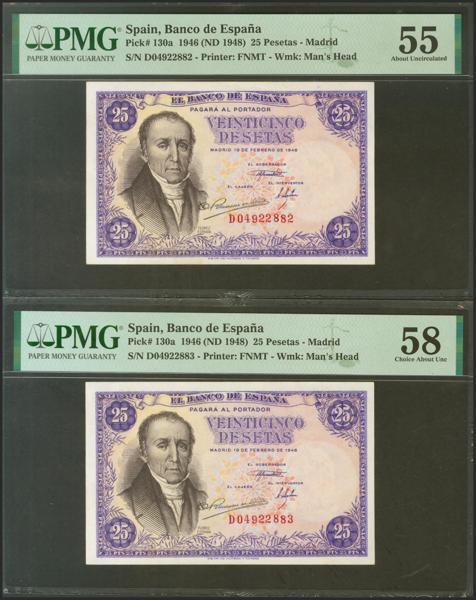 PMG
PAPER MONEY GUARANTY
Spain, Banco de España
Pick# 130a 1946 (ND 1948) 25 Pesetas - Madrid
S/N D04922882 - Printer: FNMT - Wmk: Man's Head
55
About Uncirculated
25
EL BANCO DE ESPAÑA
25
PAGARÁ AL PORTADOR
VEINTICINCO
PESETAS
MADRID 19 DE FEBRERO DE 1946
EL GOBERNADOR
EL CAJERO
EL INTERVENTOR
D04922882
25
25
PMG
PAPER MONEY GUARANTY
Spain, Banco de España
Pick# 130a 1946 (ND 1948) 25 Pesetas - Madrid
S/N D04922883 - Printer: FNMT - Wmk: Man's Head
58
Choice About Unc
25
EL BANCO DE ESPAÑA
25
PAGARÁ AL PORTADOR
VEINTICINCO
PESETAS
MADRID 19 DE FEBRERO DE 1946
EL GOBERNADOR
EL CAJERO
EL INTERVENTOR
D04922883
25
25